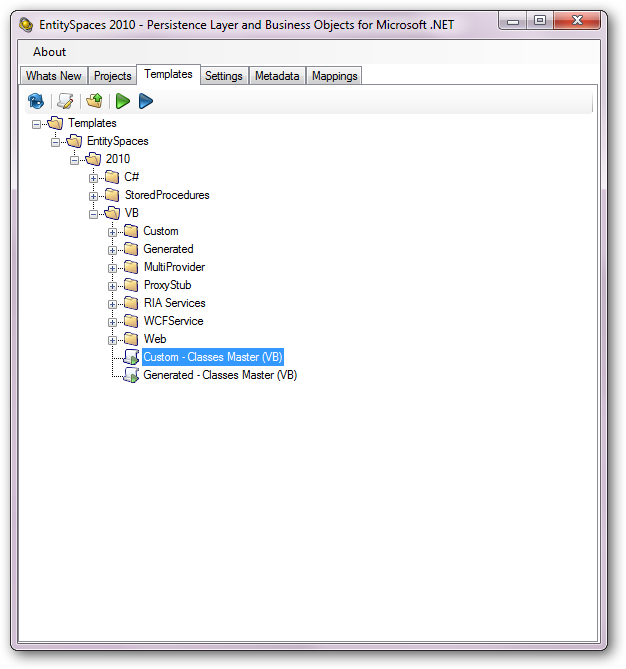 EntitySpaces 2010 - Persistence Layer and Business Objects for Microsoft .NET
About
Whats New Projects Templates Settings Metadata Mappings
Templates
EntitySpaces
2010
C#
StoredProcedures
VB
Custom
Generated
MultiProvider
ProxyStub
RIA Services
WCFService
Web
Custom - Classes Master (VB)
Generated - Classes Master (VB)